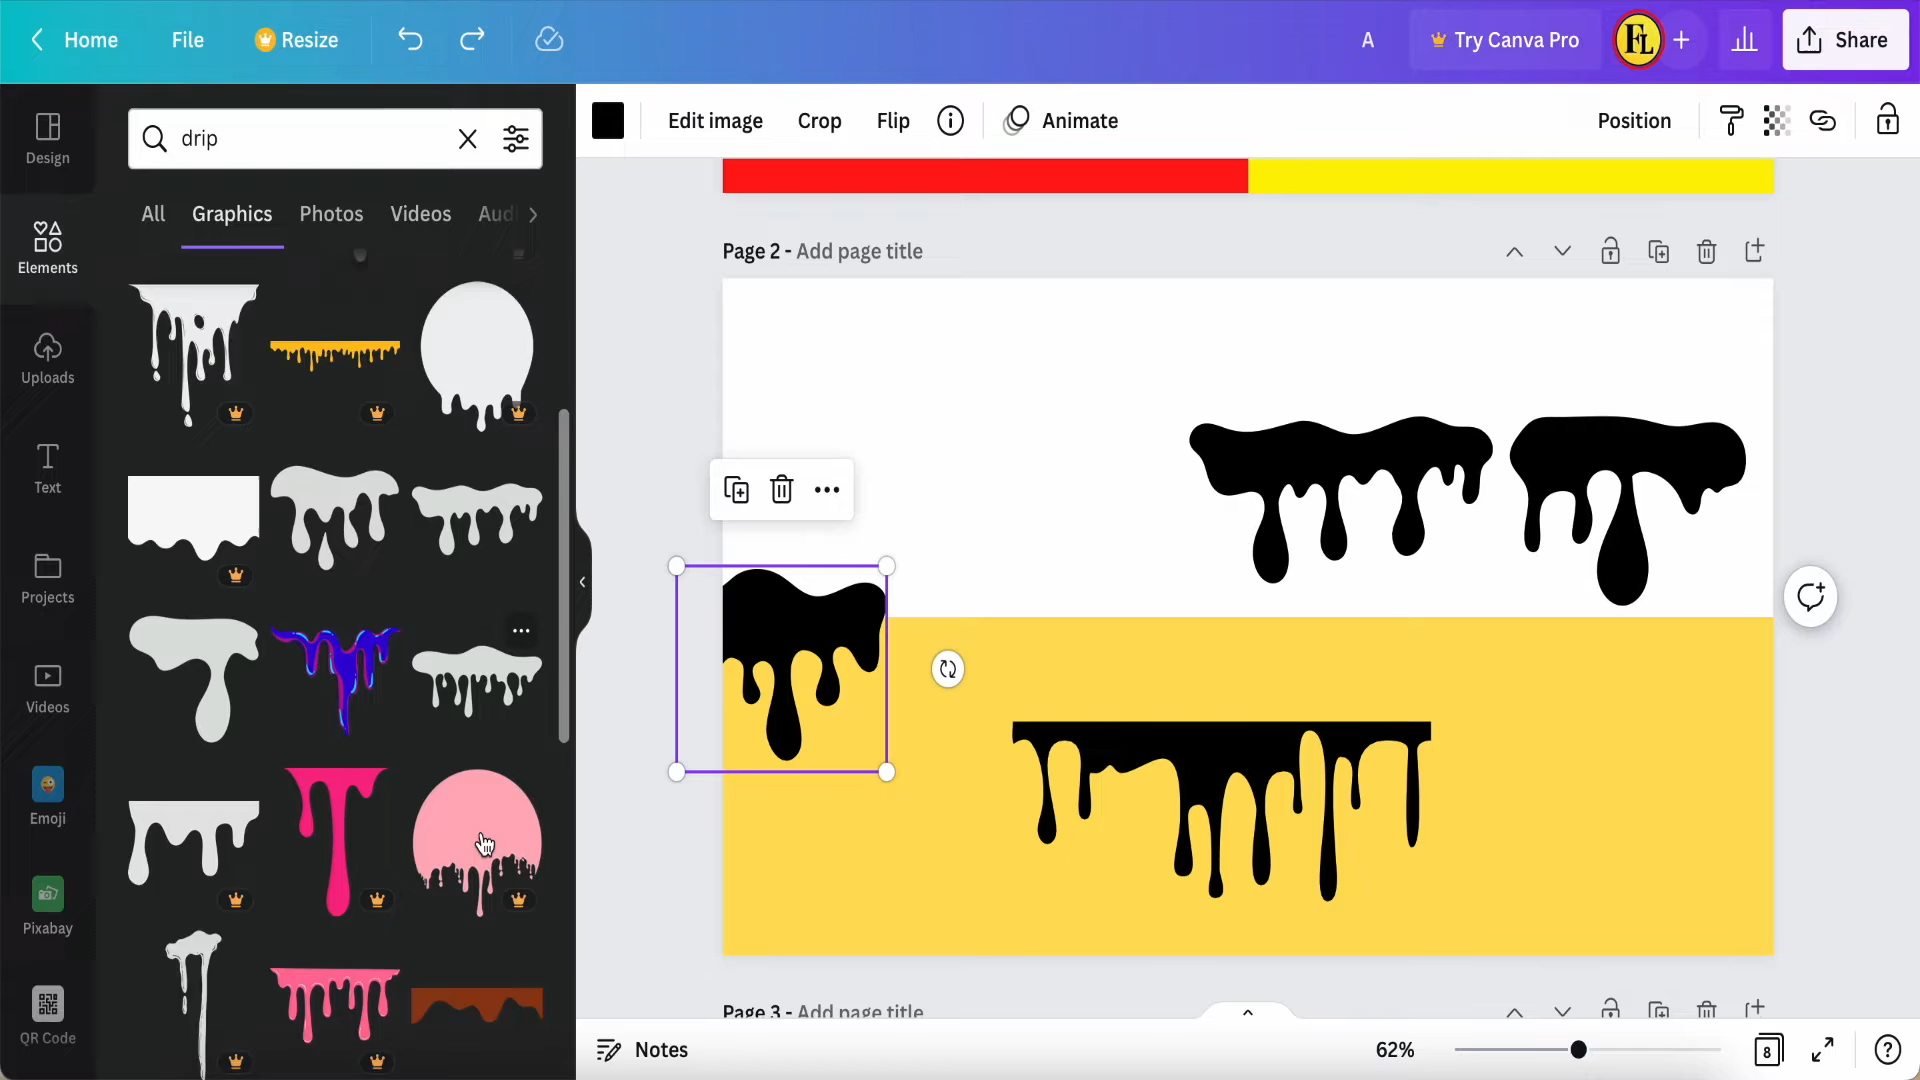 Home File Resize A Try Canva Pro FL Share
Design
drip
Edit image Crop Flip Animate Position
All Graphics Photos Videos Aud
Elements
Page 2 - Add page title
Uploads
Text
Projects
Videos
Emoji
Pixabay
QR Code
Page 3 - Add page title
Notes 62% 8